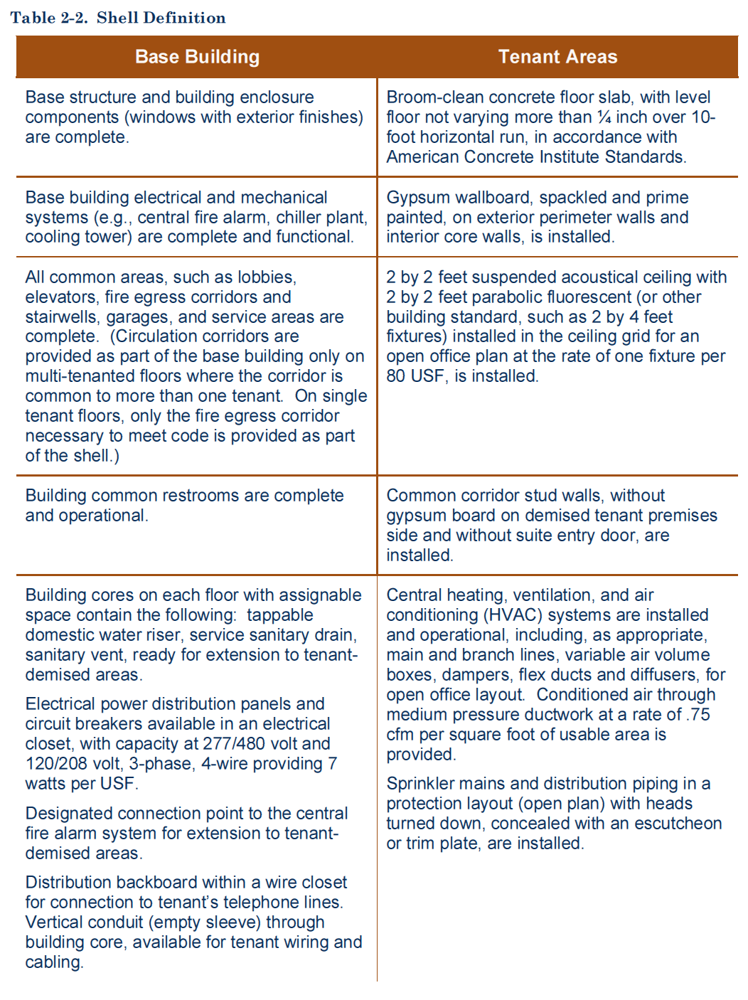 Table 2-2.  Shell Definition
Base Building
Tenant Areas
Base structure and building enclosure
components (windows with exterior finishes)
are complete.
Broom-clean concrete floor slab, with level
floor not varying more than ¼ inch over 10-
foot horizontal run, in accordance with
American Concrete Institute Standards.
Base building electrical and mechanical
systems (e.g., central fire alarm, chiller plant,
cooling tower) are complete and functional.
Gypsum wallboard, spackled and prime
painted, on exterior perimeter walls and
interior core walls, is installed.
All common areas, such as lobbies,
elevators, fire egress corridors and
stairwells, garages, and service areas are
complete.  (Circulation corridors are
provided as part of the base building only on
multi-tenanted floors where the corridor is
common to more than one tenant.  On single
tenant floors, only the fire egress corridor
necessary to meet code is provided as part
of the shell.)
2 by 2 feet suspended acoustical ceiling with
2 by 2 feet parabolic fluorescent (or other
building standard, such as 2 by 4 feet
fixtures) installed in the ceiling grid for an
open office plan at the rate of one fixture per
80 USF, is installed.
Building common restrooms are complete
and operational.
Common corridor stud walls, without
gypsum board on demised tenant premises
side and without suite entry door, are
installed.
Building cores on each floor with assignable
space contain the following:  tappable
domestic water riser, service sanitary drain,
sanitary vent, ready for extension to tenant-
demised areas.
Electrical power distribution panels and
circuit breakers available in an electrical
closet, with capacity at 277/480 volt and
120/208 volt, 3-phase, 4-wire providing 7
watts per USF.
Designated connection point to the central
fire alarm system for extension to tenant-
demised areas.
Distribution backboard within a wire closet
for connection to tenant’s telephone lines.
Vertical conduit (empty sleeve) through
building core, available for tenant wiring and
cabling.
Central heating, ventilation, and air
conditioning (HVAC) systems are installed
and operational, including, as appropriate,
main and branch lines, variable air volume
boxes, dampers, flex ducts and diffusers, for
open office layout.  Conditioned air through
medium pressure ductwork at a rate of .75
cfm per square foot of usable area is
provided.
Sprinkler mains and distribution piping in a
protection layout (open plan) with heads
turned down, concealed with an escutcheon
or trim plate, are installed.